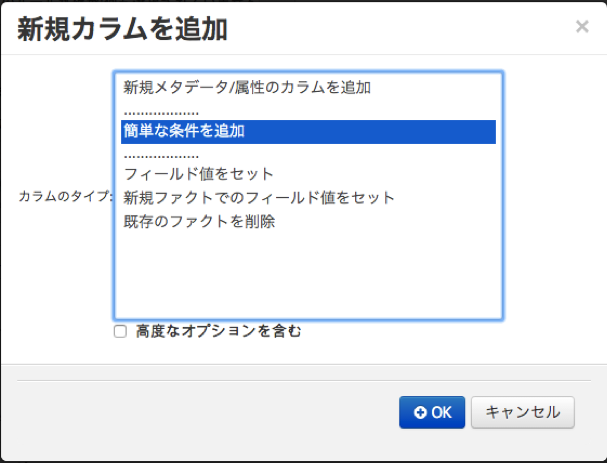 新規カラムを追加
×
新規メタデータ/属性のカラムを追加
..................
簡単な条件を追加
..................
カラムのタイプ:
フィールド値をセット
新規ファクトでのフィールド値をセット
既存のファクトを削除
高度なオプションを含む
OK
キャンセル